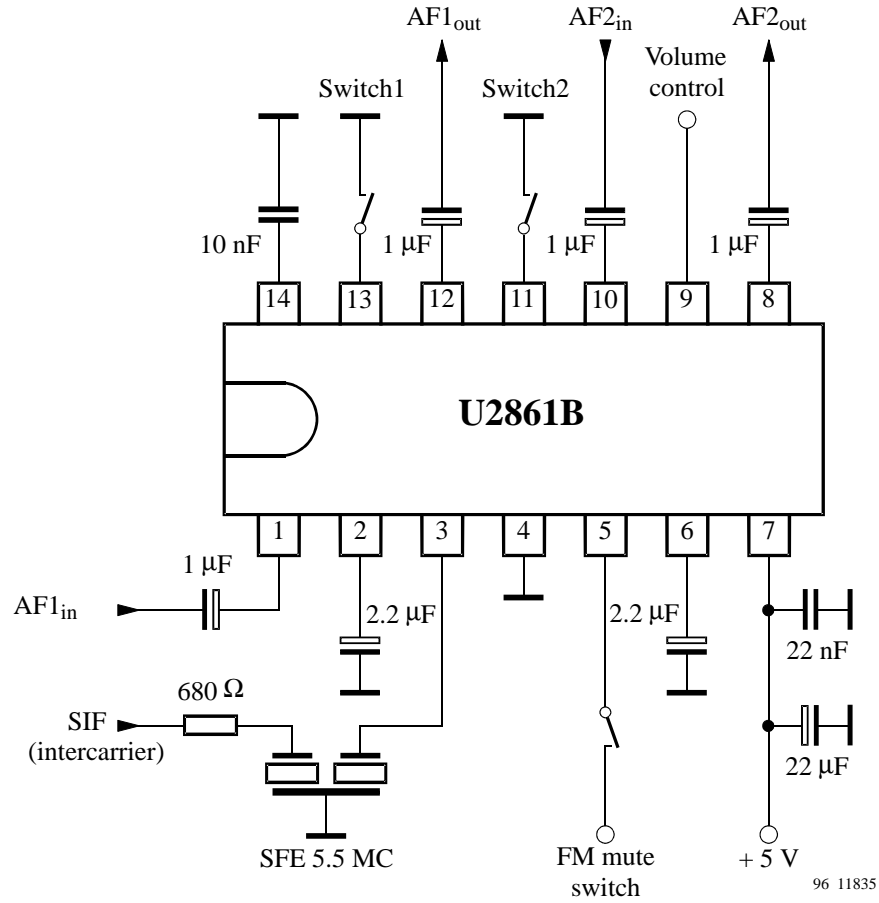 AF1out
AF2in
AF2out
Volume
control
Switch1
Switch2
10 nF
1 µF
1 µF
1 µF
14
13
12
11
10
9
8
U2861B
1
2
3
4
5
6
7
1 µF
AF1in
2.2 µF
2.2 µF
22 nF
680 Ω
SIF
(intercarrier)
22 µF
SFE 5.5 MC
FM mute
switch
+ 5 V
96 11835